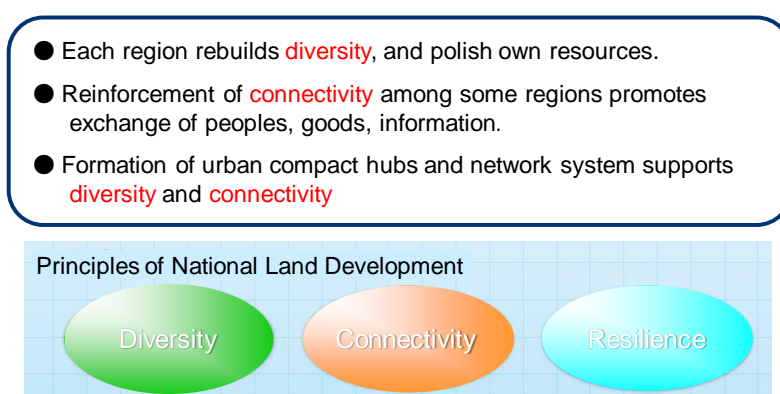 ● Each region rebuilds diversity, and polish own resources.
● Reinforcement of connectivity among some regions promotes
exchange of peoples, goods, information.
● Formation of urban compact hubs and network system supports
diversity and connectivity
Principles of National Land Development
Diversity
Connectivity
Resilience